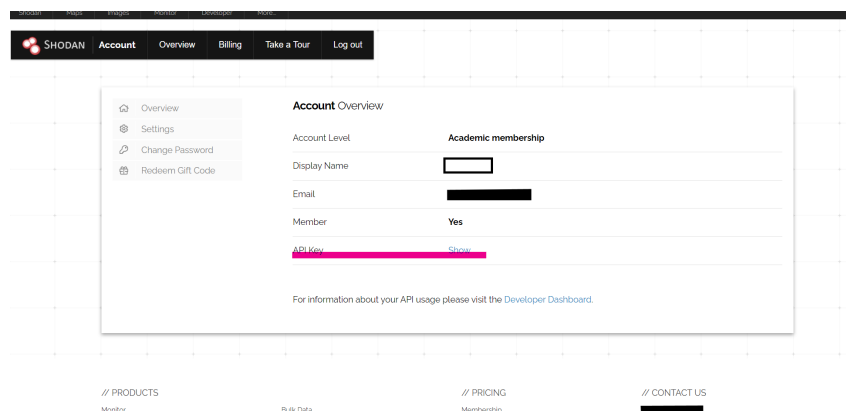 Shodan Maps Images Monitor Developer More...
SHODAN Account Overview Billing Take a Tour Log out
Overview
Settings
Change Password
Redeem Gift Code
Account Overview
Account Level Academic membership
Display Name
Email
Member Yes
API Key Show
For information about your API usage please visit the Developer Dashboard.
// PRODUCTS // PRICING // CONTACT US
Monitor Bulk Data Membership